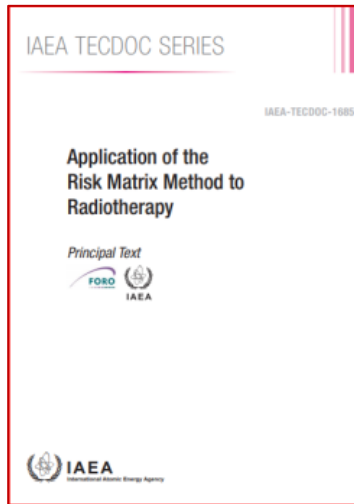 IAEA TECDOC SERIES
IAEA-TECDOC-1685
Application of the
Risk Matrix Method to
Radiotherapy
Principal Text
FORO
IAEA
IAEA
International Atomic Energy Agency